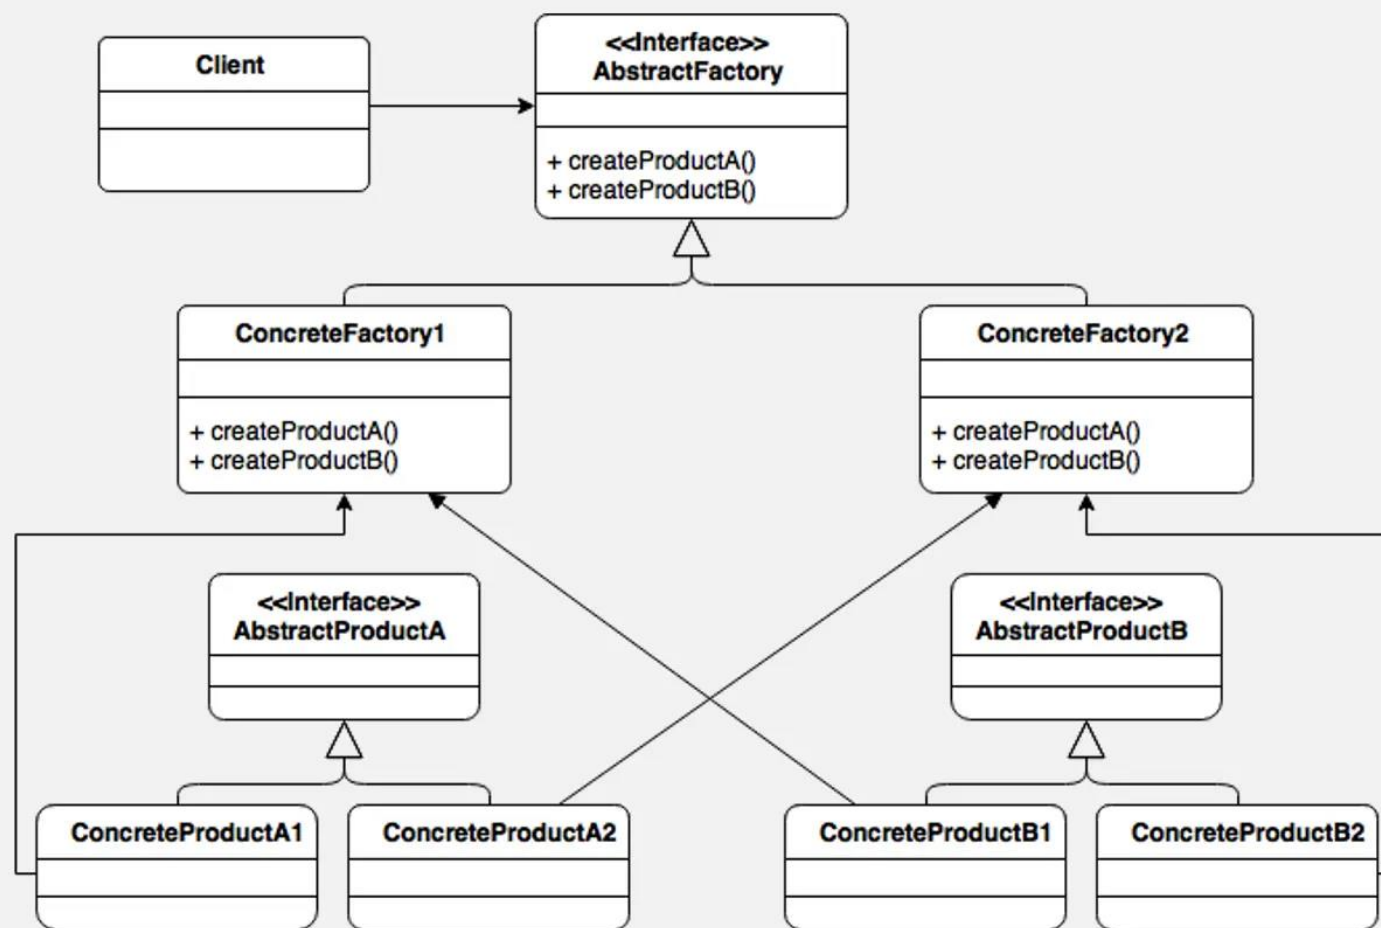 Client
<<Interface>>
AbstractFactory
+ createProductA()
+ createProductB()
ConcreteFactory1
+ createProductA()
+ createProductB()
ConcreteFactory2
+ createProductA()
+ createProductB()
<<Interface>>
AbstractProductA
<<Interface>>
AbstractProductB
ConcreteProductA1
ConcreteProductA2
ConcreteProductB1
ConcreteProductB2